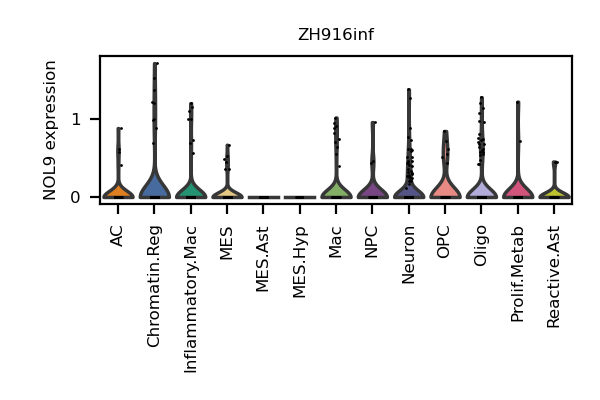 ZH916inf
NOL9 expression
1
0
AC
Chromatin.Reg
Inflammatory.Mac
MES
MES.Ast
MES.Hyp
Mac
NPC
Neuron
OPC
Oligo
Prolif.Metab
Reactive.Ast